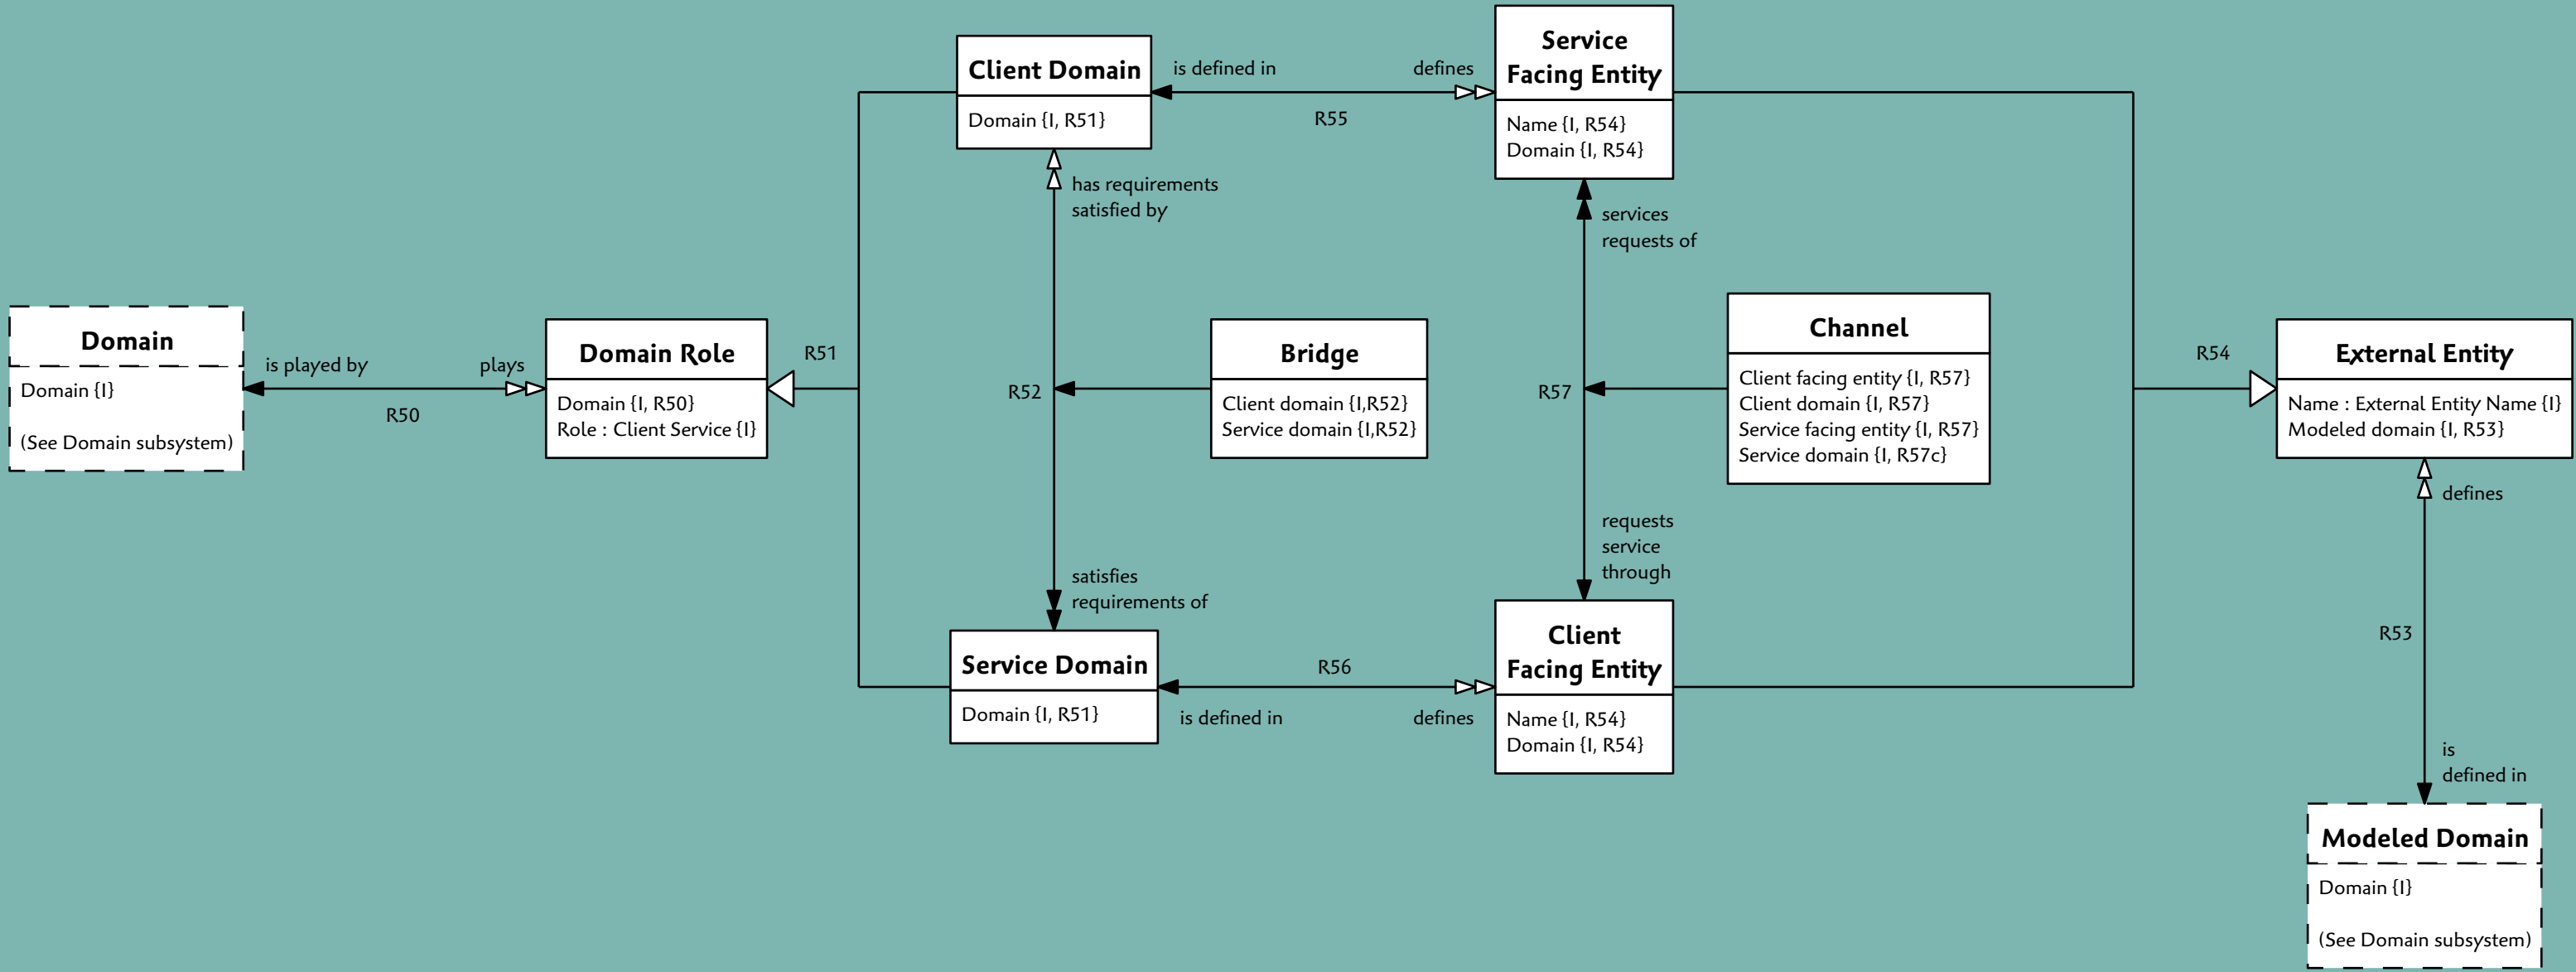 Domain
Domain {I}
(See Domain subsystem)
is played by
plays
R50
Domain Role
Domain {I, R50}
Role : Client Service {I}
R51
Client Domain
Domain {I, R51}
is defined in
defines
R55
Service
Facing Entity
Name {I, R54}
Domain {I, R54}
has requirements
satisfied by
R52
satisfies
requirements of
Bridge
Client domain {I,R52}
Service domain {I,R52}
services
requests of
R57
requests
service
through
Channel
Client facing entity {I, R57}
Client domain {I, R57}
Service facing entity {I, R57}
Service domain {I, R57c}
Service Domain
Domain {I, R51}
R56
is defined in
defines
Client
Facing Entity
Name {I, R54}
Domain {I, R54}
R54
External Entity
Name : External Entity Name {I}
Modeled domain {I, R53}
defines
R53
is
defined in
Modeled Domain
Domain {I}
(See Domain subsystem)